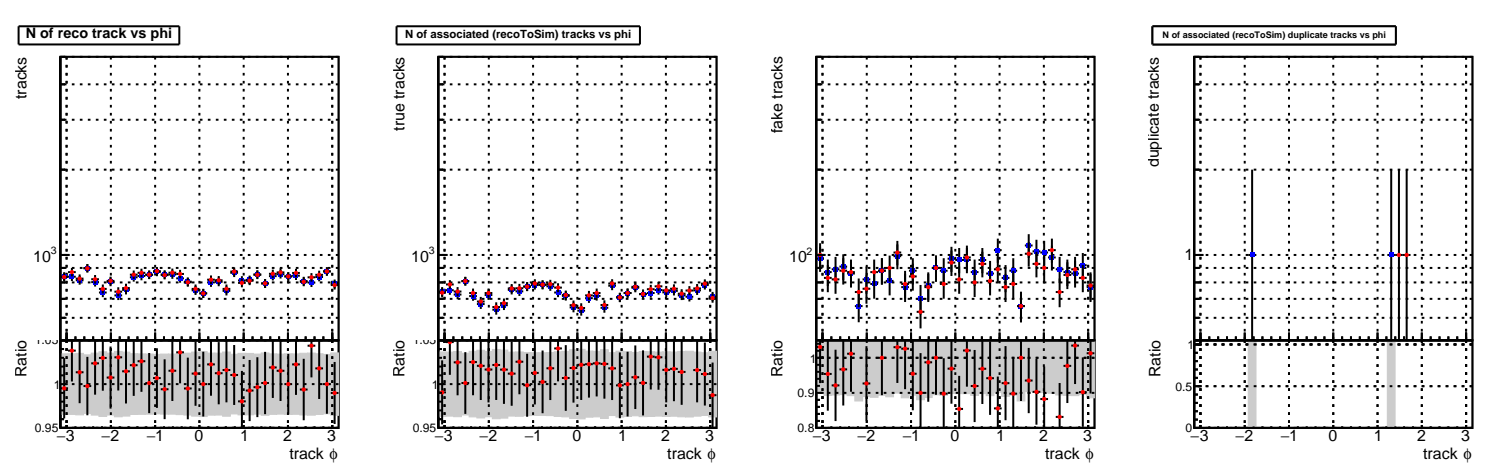 N of reco track vs phi
tracks
10³
Ratio
1.05
1
0.95
−3 −2 −1 0 1 2 3
track ϕ
N of associated (recoToSim) tracks vs phi
true tracks
10³
Ratio
1.05
1
0.95
−3 −2 −1 0 1 2 3
track ϕ
fake tracks
10²
Ratio
1
0.9
0.8
−3 −2 −1 0 1 2 3
track ϕ
N of associated (recoToSim) duplicate tracks vs phi
duplicate tracks
1
Ratio
1
0.5
0
−3 −2 −1 0 1 2 3
track ϕ